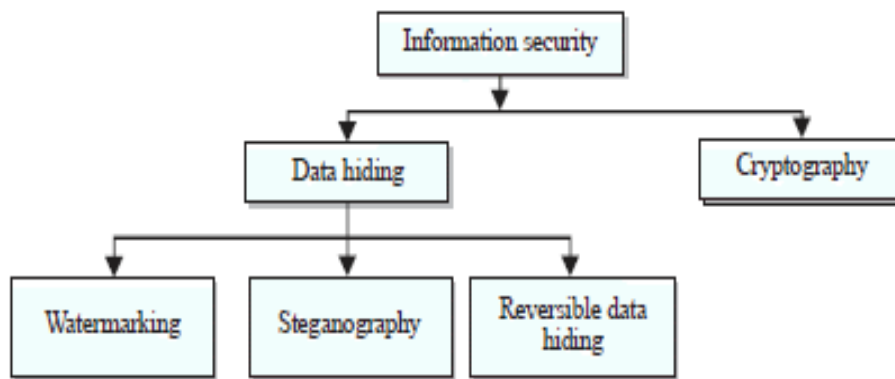 Information security
Data hiding
Cryptography
Watermarking
Steganography
Reversible data
hiding